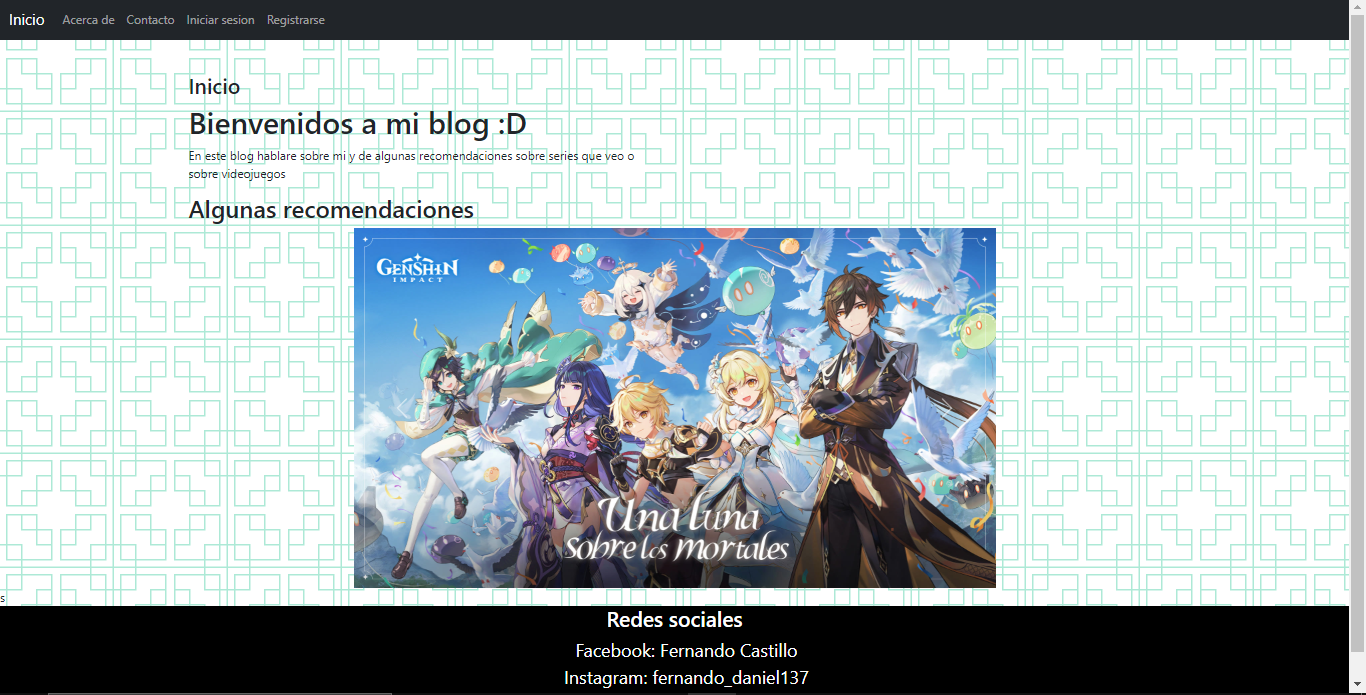 Inicio Acerca de Contacto Iniciar sesion Registrarse
Inicio
Bienvenidos a mi blog :D
En este blog hablare sobre mi y de algunas recomendaciones sobre series que veo o
sobre videojuegos
Algunas recomendaciones
GENSHIN
IMPACT
Una luna
sobre los mortales
s
Redes sociales
Facebook: Fernando Castillo
Instagram: fernando_daniel137